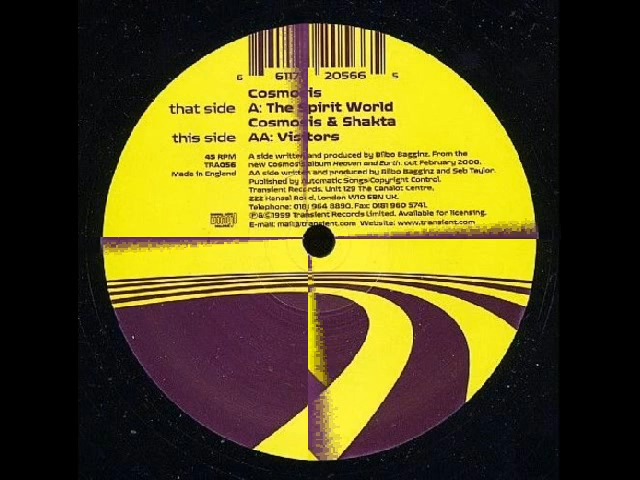 6 6117 20566 5
Cosmosis
that side A: The Spirit World
Cosmosis & Shakta
this side AA: Visitors
45 RPM
TRA056
Made in England
A side written and produced by Bilbo Bagginz. From the
new Cosmosis album Heaven and Earth. out February 2000.
AA side written and produced by Bilbo Bagginz and Seb Taylor.
Published by Automatic Songs/Copyright Control.
Transient Records, Unit 129 The Canalot Centre,
222 Kensal Road, London W10 5BN UK.
Telephone: 0181 964 8890. Fax: 0181 960 5741.
℗&©1999 Transient Records Limited. Available for licensing.
E-mail: mail@transient.com Website: www.transient.com